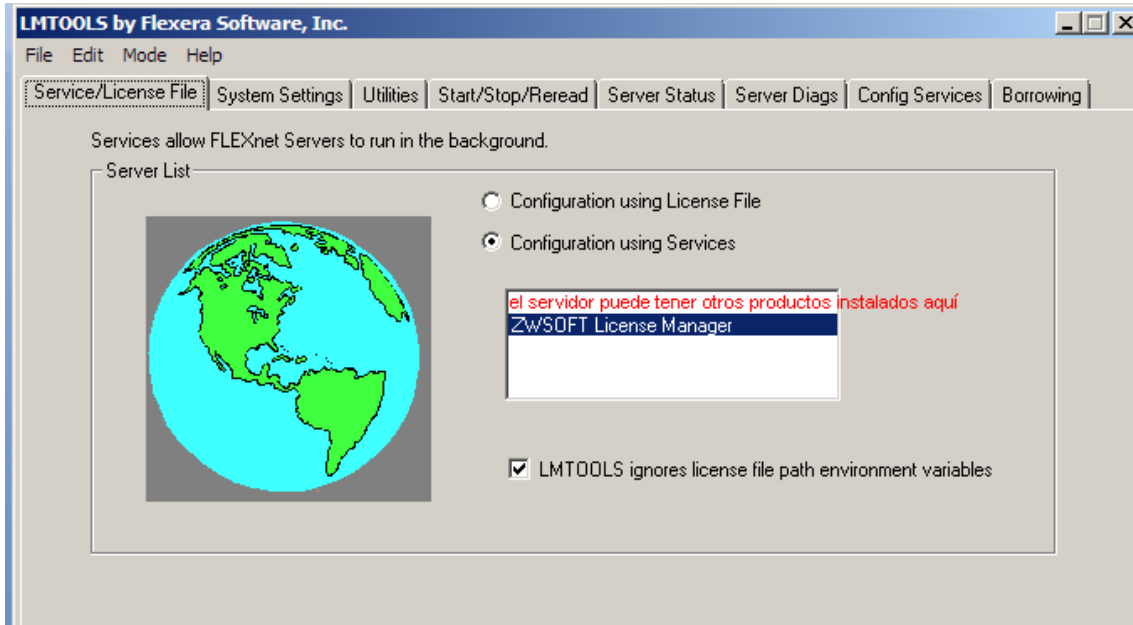 LMTOOLS by Flexera Software, Inc.
File Edit Mode Help
Service/License File System Settings Utilities Start/Stop/Reread Server Status Server Diags Config Services Borrowing
Services allow FLEXnet Servers to run in the background.
Server List
Configuration using License File
Configuration using Services
el servidor puede tener otros productos instalados aquí
ZWSOFT License Manager
LMTOOLS ignores license file path environment variables